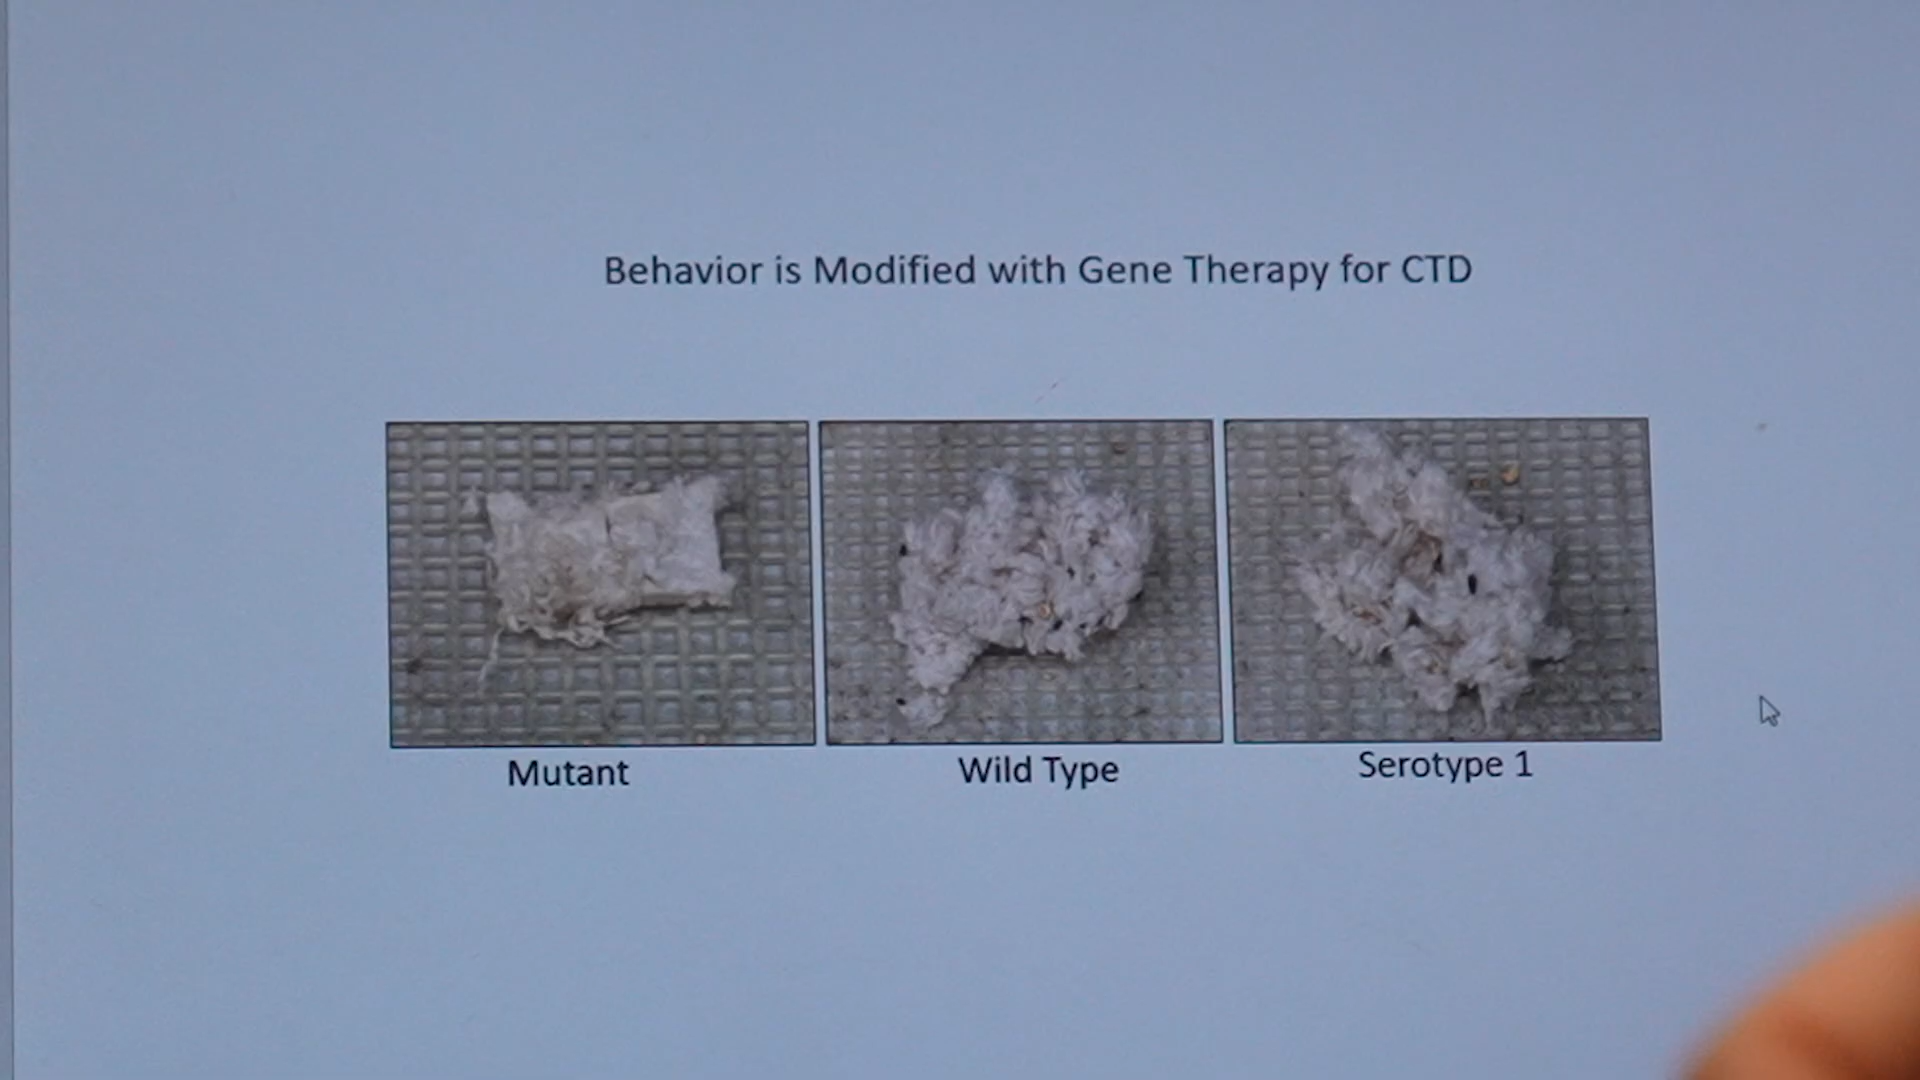 Behavior is Modified with Gene Therapy for CTD
Mutant
Wild Type
Serotype 1